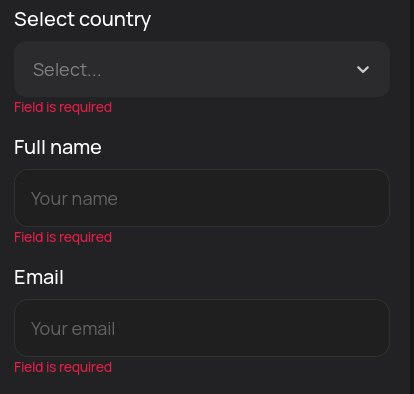 Select country
Select...
Field is required
Full name
Your name
Field is required
Email
Your email
Field is required